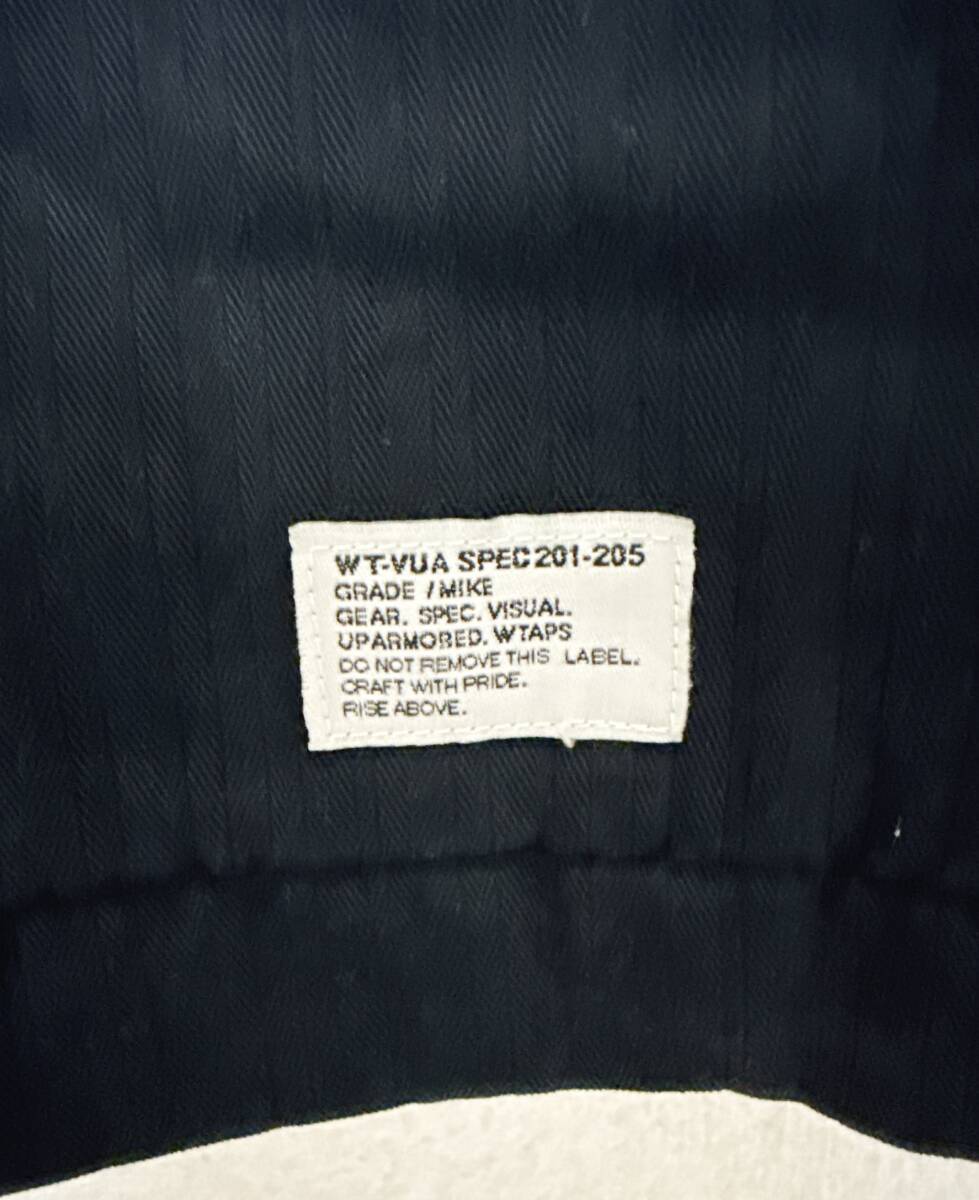 WT-VUA SPEC201-205
GRADE /MIKE
GEAR. SPEC. VISUAL.
UPARMORED. WTAPS
DO NOT REMOVE THIS LABEL.
CRAFT WITH PRIDE.
RISE ABOVE.